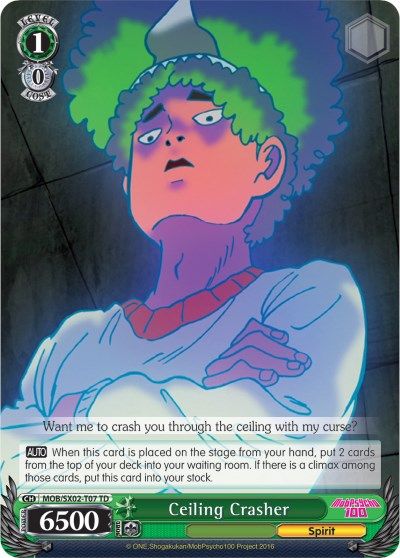 LEVEL
1
0
COST
Want me to crash you through the ceiling with my curse?
AUTO When this card is placed on the stage from your hand, put 2 cards
from the top of your deck into your waiting room. If there is a climax among
those cards, put this card into your stock.
CH MOB/SX02-T07 TD
POWER 6500 SOUL Ceiling Crasher
MobPsycho
100
Spirit
© ONE,Shogakukan/MobPsycho100 Project 2016